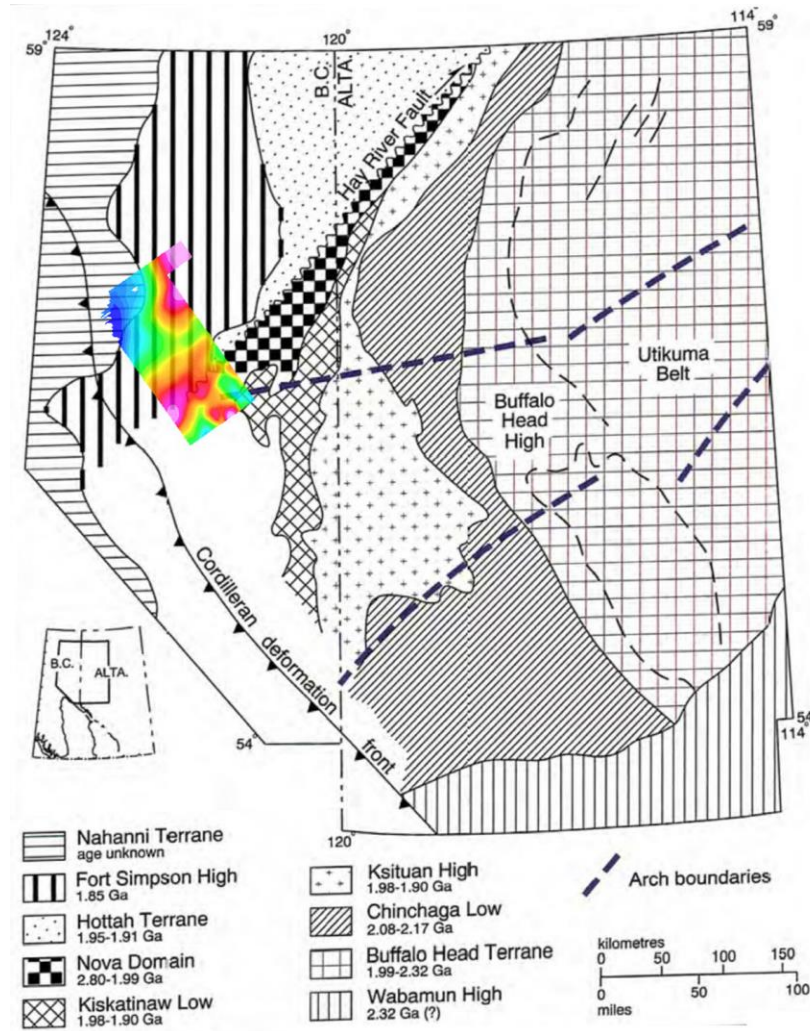 124°
59°
120°
114°
59°
B.C.
ALTA.
Hay River Fault
Utikuma
Belt
Buffalo
Head
High
Cordilleran deformation front
B.C.
ALTA.
54°
120°
54°
114°
Nahanni Terrane
age unknown
Fort Simpson High
1.85 Ga
Hottah Terrane
1.95-1.91 Ga
Nova Domain
2.80-1.99 Ga
Kiskatinaw Low
1.98-1.90 Ga
Ksituan High
1.98-1.90 Ga
Chinchaga Low
2.08-2.17 Ga
Buffalo Head Terrane
1.99-2.32 Ga
Wabamun High
2.32 Ga (?)
Arch boundaries
kilometres
0 50 100 150
0 50 100
miles